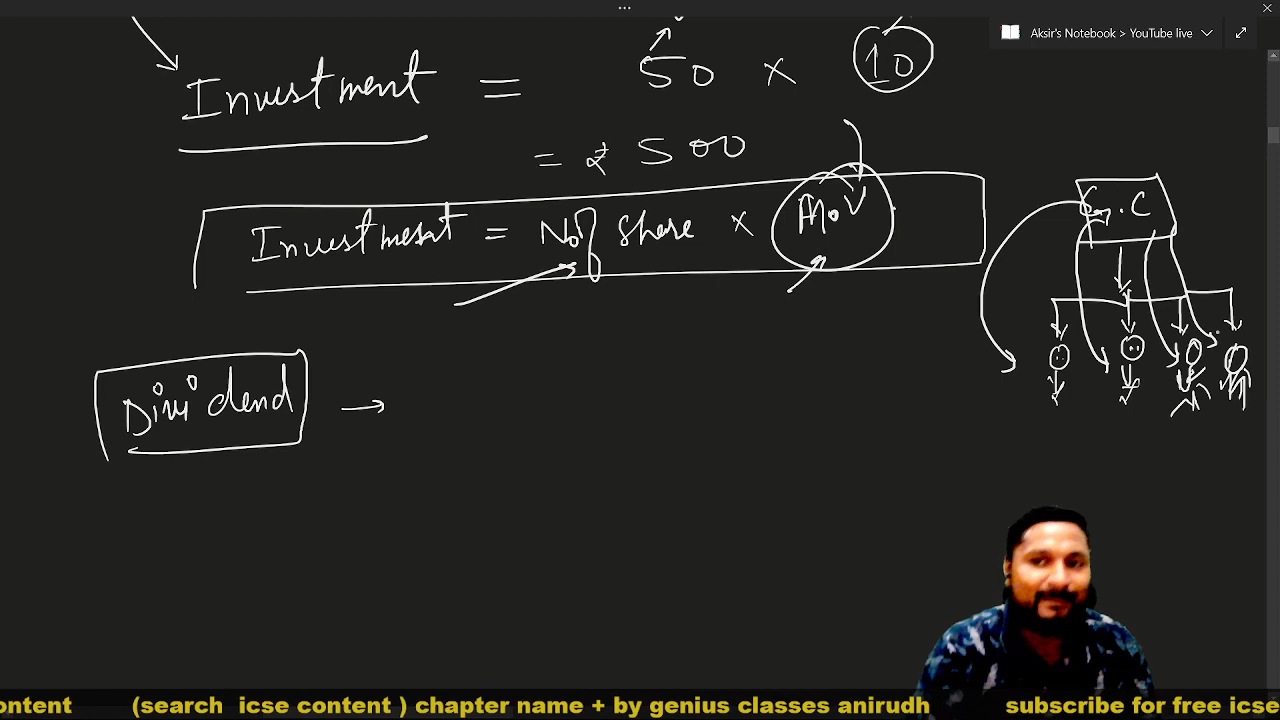 Aksir's Notebook > YouTube live
Investment = 50 × 10
= ₹ 500
Investment = No of Share × M.V
Dividend →
ontent (search icse content ) chapter name + by genius classes anirudh subscribe for free icse